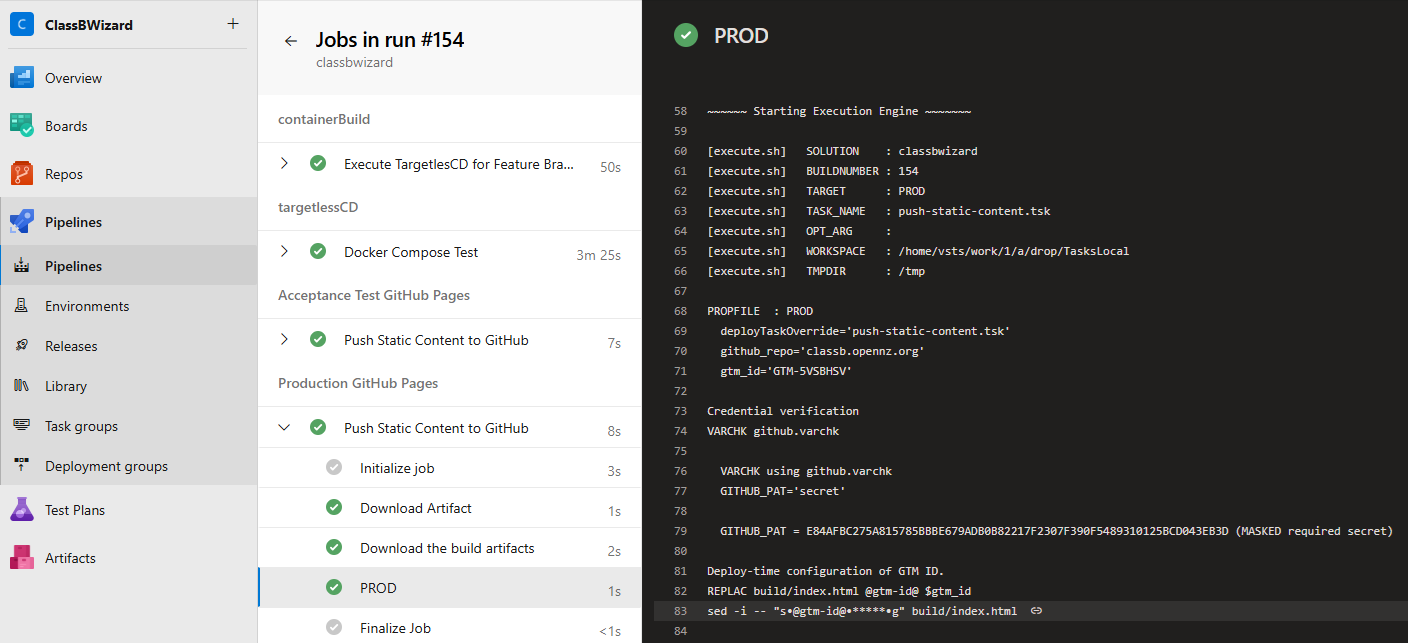 C ClassBWizard +
Overview
Boards
Repos
Pipelines
Pipelines
Environments
Releases
Library
Task groups
Deployment groups
Test Plans
Artifacts
← Jobs in run #154
classbwizard
containerBuild
Execute TargetlesCD for Feature Bra... 50s
targetlessCD
Docker Compose Test 3m 25s
Acceptance Test GitHub Pages
Push Static Content to GitHub 7s
Production GitHub Pages
Push Static Content to GitHub 8s
Initialize job 3s
Download Artifact 1s
Download the build artifacts 2s
PROD 1s
Finalize Job <1s
PROD
58 ~~~~~~ Starting Execution Engine ~~~~~~~
59
60 [execute.sh] SOLUTION : classbwizard
61 [execute.sh] BUILDNUMBER : 154
62 [execute.sh] TARGET : PROD
63 [execute.sh] TASK_NAME : push-static-content.tsk
64 [execute.sh] OPT_ARG :
65 [execute.sh] WORKSPACE : /home/vsts/work/1/a/drop/TasksLocal
66 [execute.sh] TMPDIR : /tmp
67
68 PROPFILE : PROD
69 deployTaskOverride='push-static-content.tsk'
70 github_repo='classb.opennz.org'
71 gtm_id='GTM-5VSBHSV'
72
73 Credential verification
74 VARCHK github.varchk
75
76 VARCHK using github.varchk
77 GITHUB_PAT='secret'
78
79 GITHUB_PAT = E84AFBC275A815785BBBE679ADB0B82217F2307F390F5489310125BCD043EB3D (MASKED required secret)
80
81 Deploy-time configuration of GTM ID.
82 REPLAC build/index.html @gtm-id@ $gtm_id
83 sed -i -- "s•@gtm-id@•*****•g" build/index.html
84